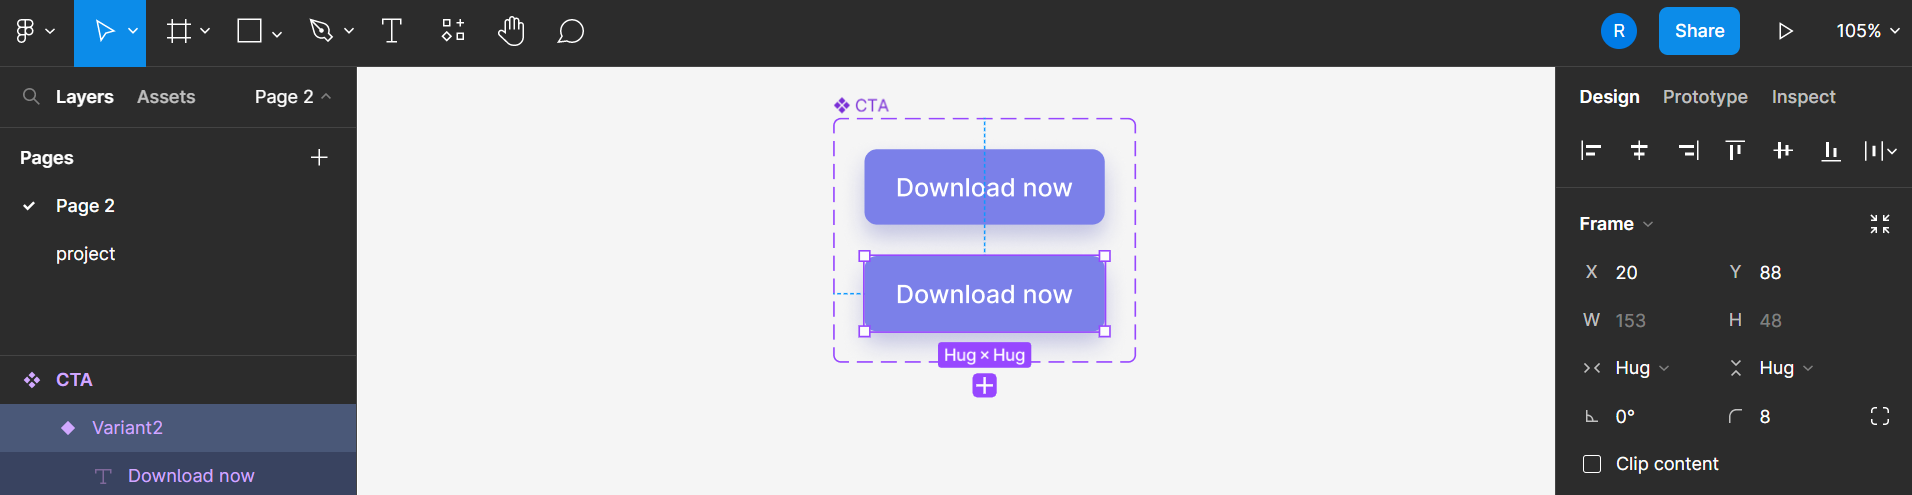 R
Share
105%
Layers
Assets
Page 2
Pages
Page 2
project
CTA
Variant2
Download now
CTA
Download now
Download now
Hug × Hug
Design
Prototype
Inspect
Frame
X 20
Y 88
W 153
H 48
Hug
Hug
0°
8
Clip content